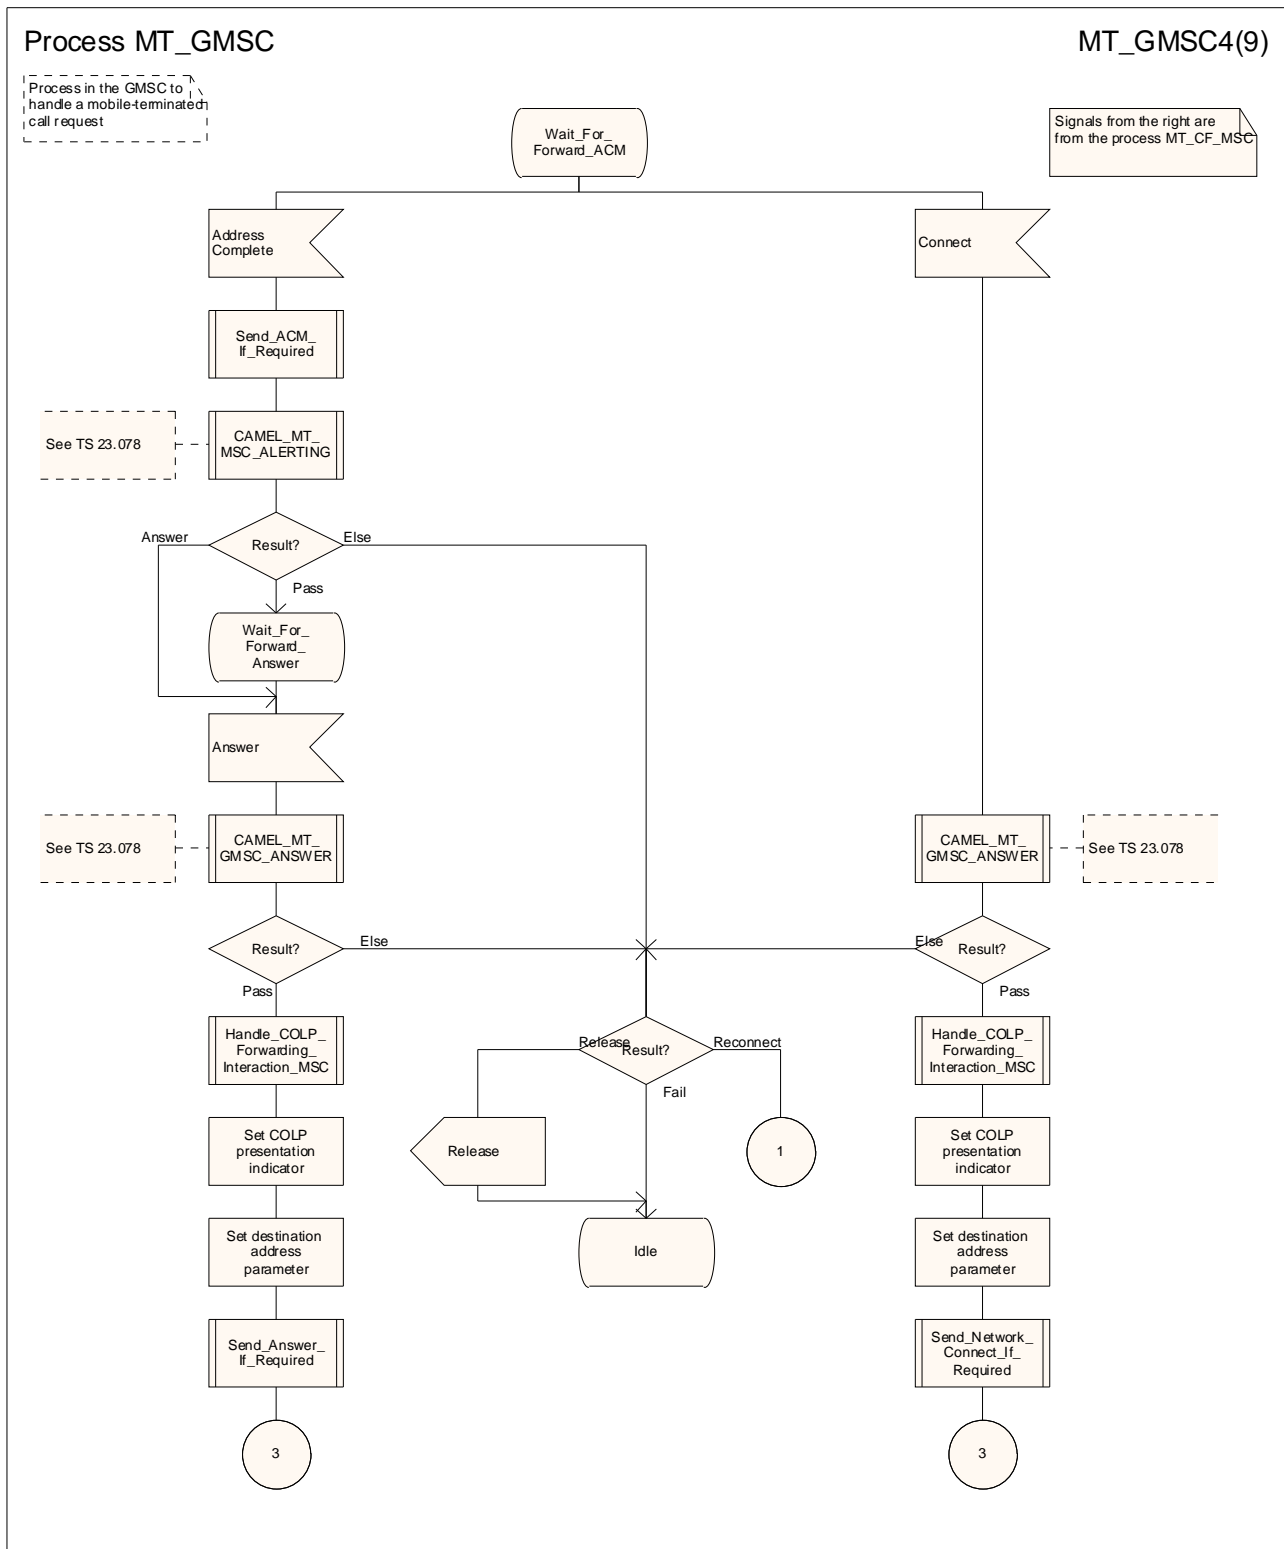 Process MT_GMSC
MT_GMSC4(9)
Process in the GMSC to
handle a mobile-terminated
call request
Signals from the right are
from the process MT_CF_MSC
Wait_For_
Forward_ACM
Address
Complete
Connect
Send_ACM_
If_Required
See TS 23.078
CAMEL_MT_
MSC_ALERTING
Answer
Result?
Else
Pass
Wait_For_
Forward_
Answer
Answer
See TS 23.078
CAMEL_MT_
GMSC_ANSWER
CAMEL_MT_
GMSC_ANSWER
See TS 23.078
Result?
Else
Else
Result?
Pass
Pass
Handle_COLP_
Forwarding_
Interaction_MSC
Release
Result?
Reconnect
Fail
Handle_COLP_
Forwarding_
Interaction_MSC
Set COLP
presentation
indicator
Release
1
Set COLP
presentation
indicator
Set destination
address
parameter
Idle
Set destination
address
parameter
Send_Answer_
If_Required
Send_Network_
Connect_If_
Required
3
3